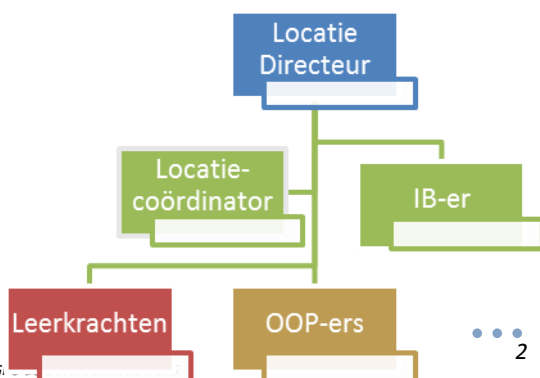 Locatie
Directeur
Locatie-
coördinator
IB-er
Leerkrachten
OOP-ers
2